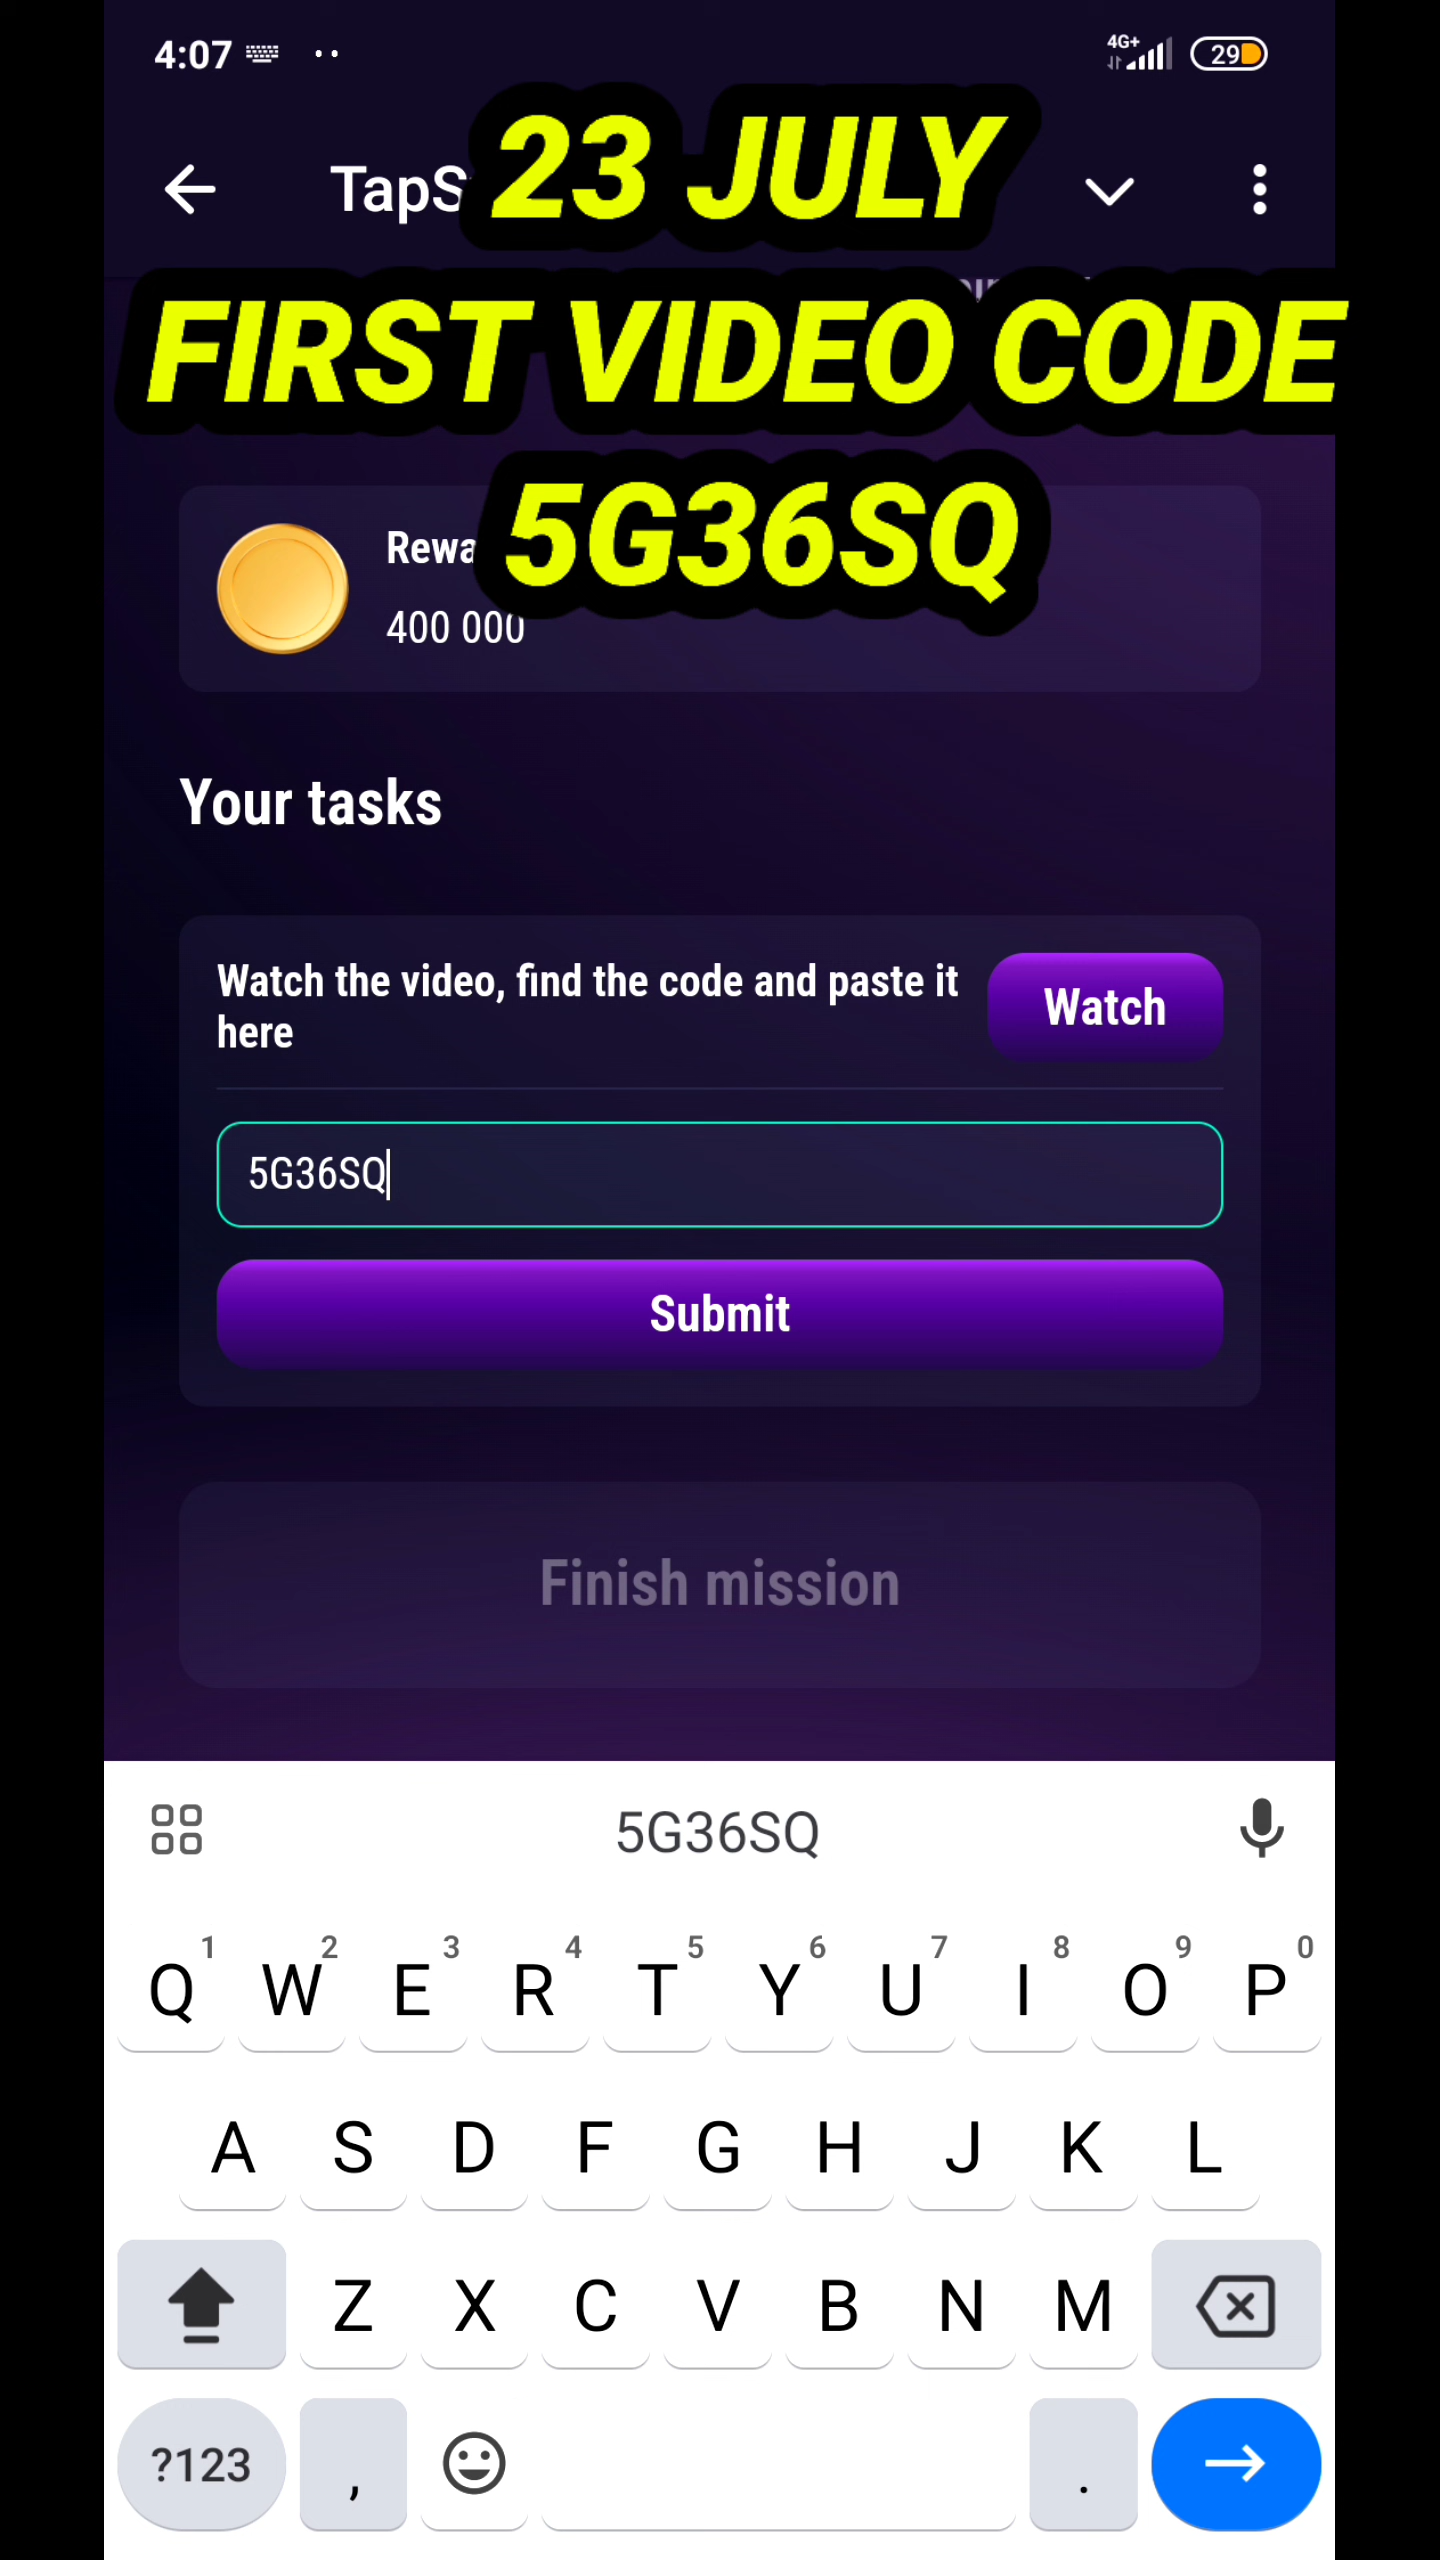 4:07
4G+
29
TapS
23 JULY
FIRST VIDEO CODE
5G36SQ
Rewa
400 000
Your tasks
Watch the video, find the code and paste it
here
Watch
5G36SQ
Submit
Finish mission
5G36SQ
1 2 3 4 5 6 7 8 9 0
Q W E R T Y U I O P
A S D F G H J K L
Z X C V B N M
?123 , .